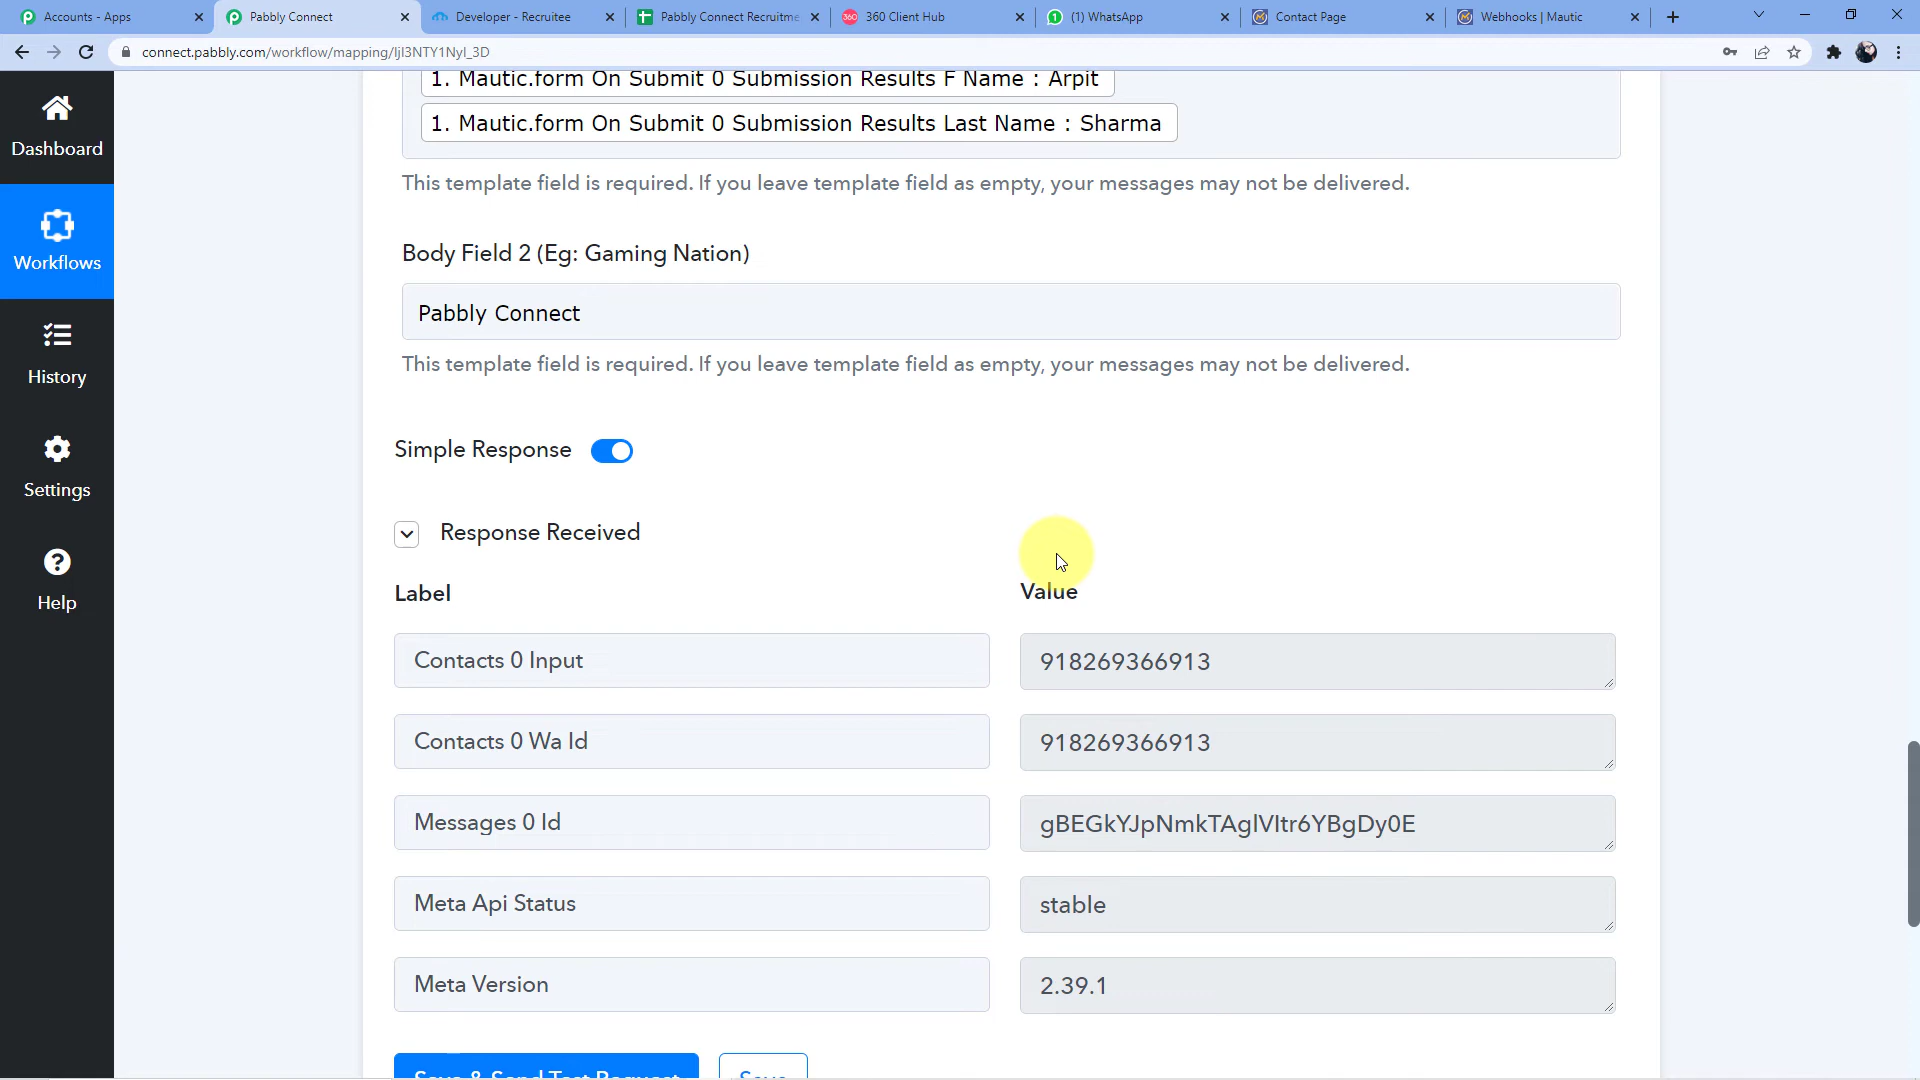 Accounts - Apps
Pabbly Connect
Developer - Recruitee
Pabbly Connect Recruitme
360 Client Hub
(1) WhatsApp
Contact Page
Webhooks | Mautic
connect.pabbly.com/workflow/mapping/IjI3NTY1NyI_3D
Dashboard
Workflows
History
Settings
Help
1. Mautic.form On Submit 0 Submission Results F Name : Arpit
1. Mautic.form On Submit 0 Submission Results Last Name : Sharma
This template field is required. If you leave template field as empty, your messages may not be delivered.
Body Field 2 (Eg: Gaming Nation)
Pabbly Connect
This template field is required. If you leave template field as empty, your messages may not be delivered.
Simple Response
Response Received
Label Value
Contacts 0 Input 918269366913
Contacts 0 Wa Id 918269366913
Messages 0 Id gBEGkYJpNmkTAglVItr6YBgDy0E
Meta Api Status stable
Meta Version 2.39.1
Save & Send Test Request Save